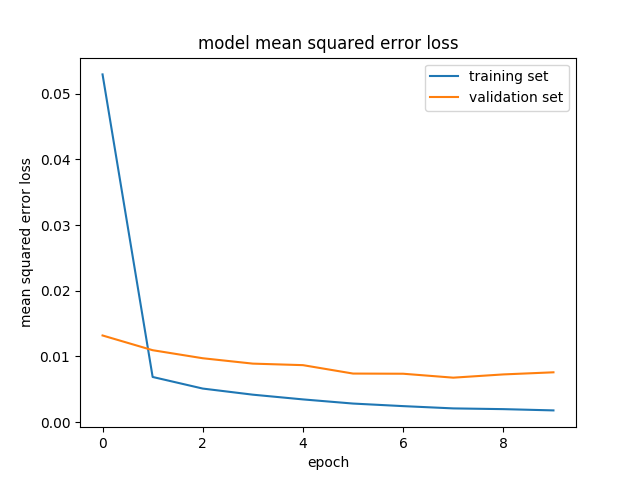 model mean squared error loss
training set
validation set
0.05
0.04
0.03
0.02
0.01
0.00
mean squared error loss
0 2 4 6 8
epoch